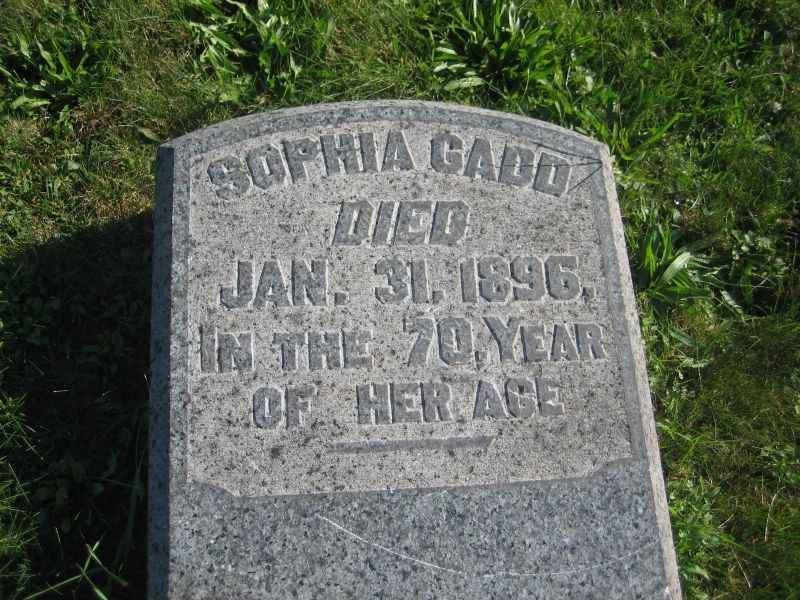 SOPHIA GADD
DIED
JAN. 31. 1896.
IN THE 70, YEAR
OF HER AGE